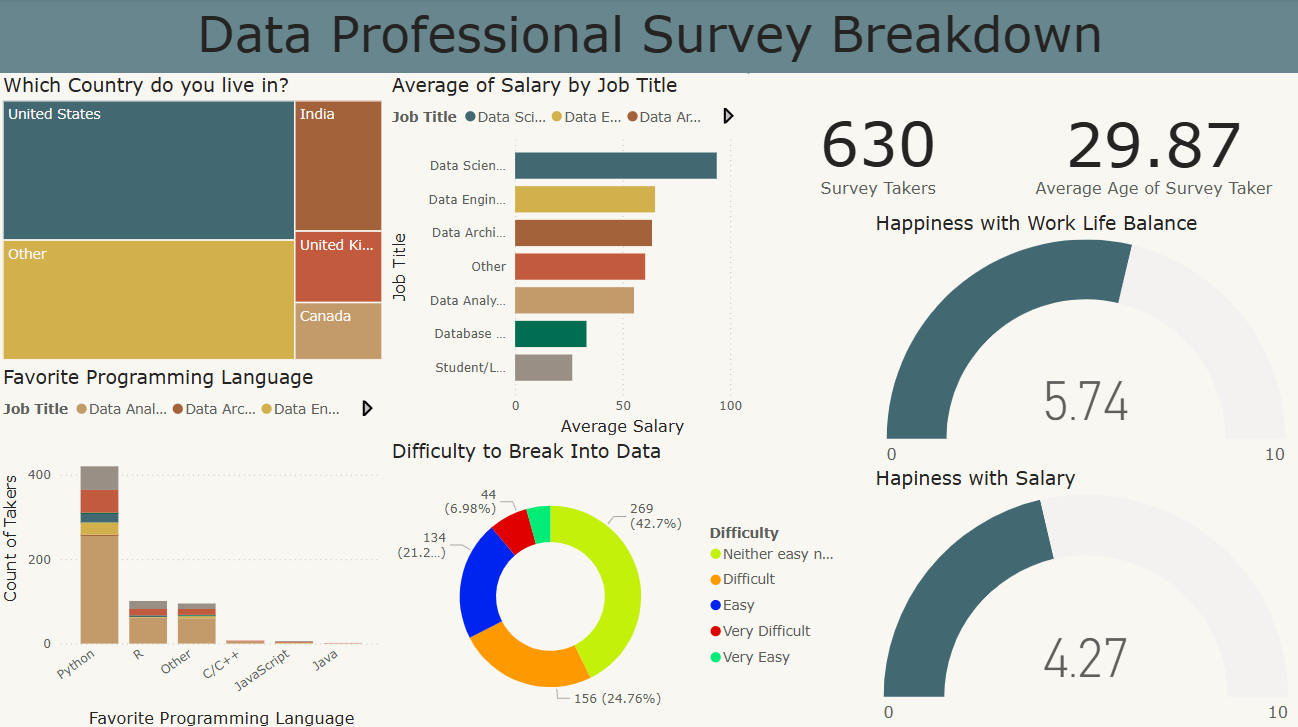 Data Professional Survey Breakdown
Which Country do you live in?
United States
India
Other
United Ki...
Canada
Average of Salary by Job Title
Job Title Data Sci... Data E... Data Ar...
Job Title
Data Scien...
Data Engin...
Data Archi...
Other
Data Analy...
Database ...
Student/L...
0 50 100
Average Salary
630
Survey Takers
29.87
Average Age of Survey Taker
Happiness with Work Life Balance
5.74
0 10
Favorite Programming Language
Job Title Data Anal... Data Arc... Data En...
Count of Takers
400
200
0
Python R Other C/C++ JavaScript Java
Favorite Programming Language
Difficulty to Break Into Data
44
(6.98%)
269
(42.7%)
134
(21.2...)
156 (24.76%)
Difficulty
Neither easy n...
Difficult
Easy
Very Difficult
Very Easy
Hapiness with Salary
4.27
0 10